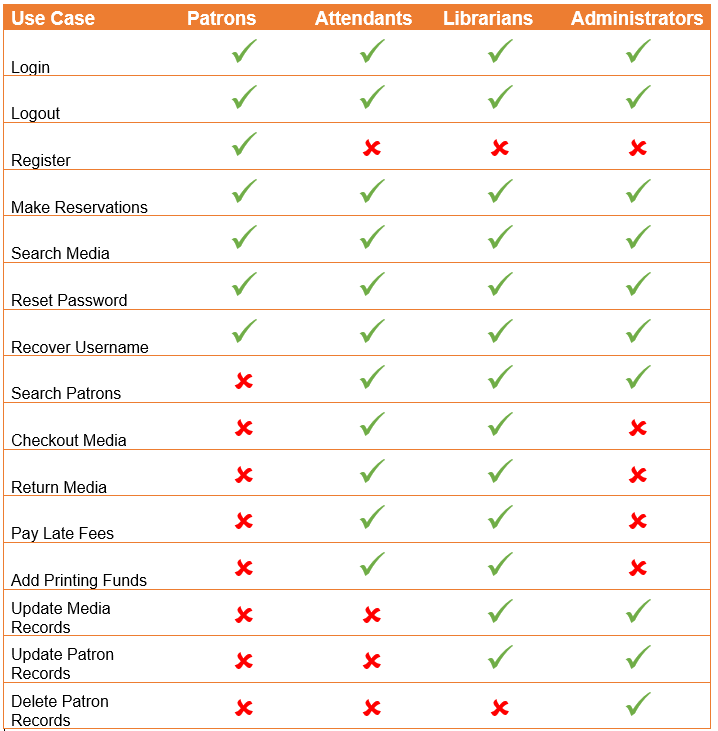 Use Case Patrons Attendants Librarians Administrators
Login ✓ ✓ ✓ ✓
Logout ✓ ✓ ✓ ✓
Register ✓ ✘ ✘ ✘
Make Reservations ✓ ✓ ✓ ✓
Search Media ✓ ✓ ✓ ✓
Reset Password ✓ ✓ ✓ ✓
Recover Username ✓ ✓ ✓ ✓
Search Patrons ✘ ✓ ✓ ✓
Checkout Media ✘ ✓ ✓ ✘
Return Media ✘ ✓ ✓ ✘
Pay Late Fees ✘ ✓ ✓ ✘
Add Printing Funds ✘ ✓ ✓ ✘
Update Media
Records ✘ ✘ ✓ ✓
Update Patron
Records ✘ ✘ ✓ ✓
Delete Patron
Records ✘ ✘ ✘ ✓